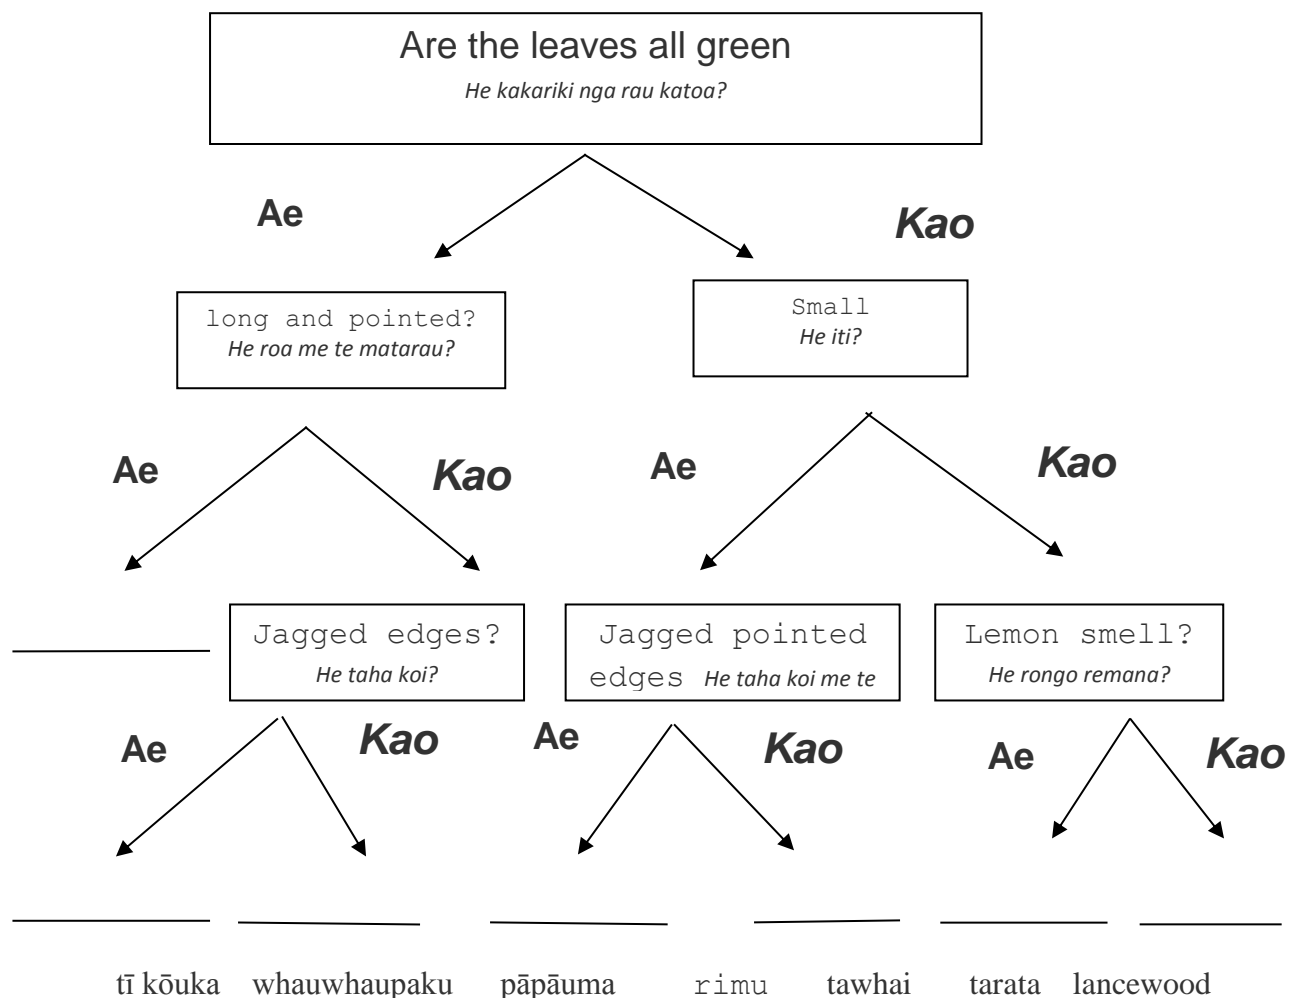 Are the leaves all green
He kakariki nga rau katoa?
Ae
Kao
long and pointed?
He roa me te matarau?
Small
He iti?
Ae
Kao
Ae
Kao
Jagged edges?
He taha koi?
Jagged pointed
edges He taha koi me te
Lemon smell?
He rongo remana?
Ae
Kao
Ae
Kao
Ae
Kao
tī kōuka whauwhaupaku pāpāuma rimu tawhai tarata lancewood